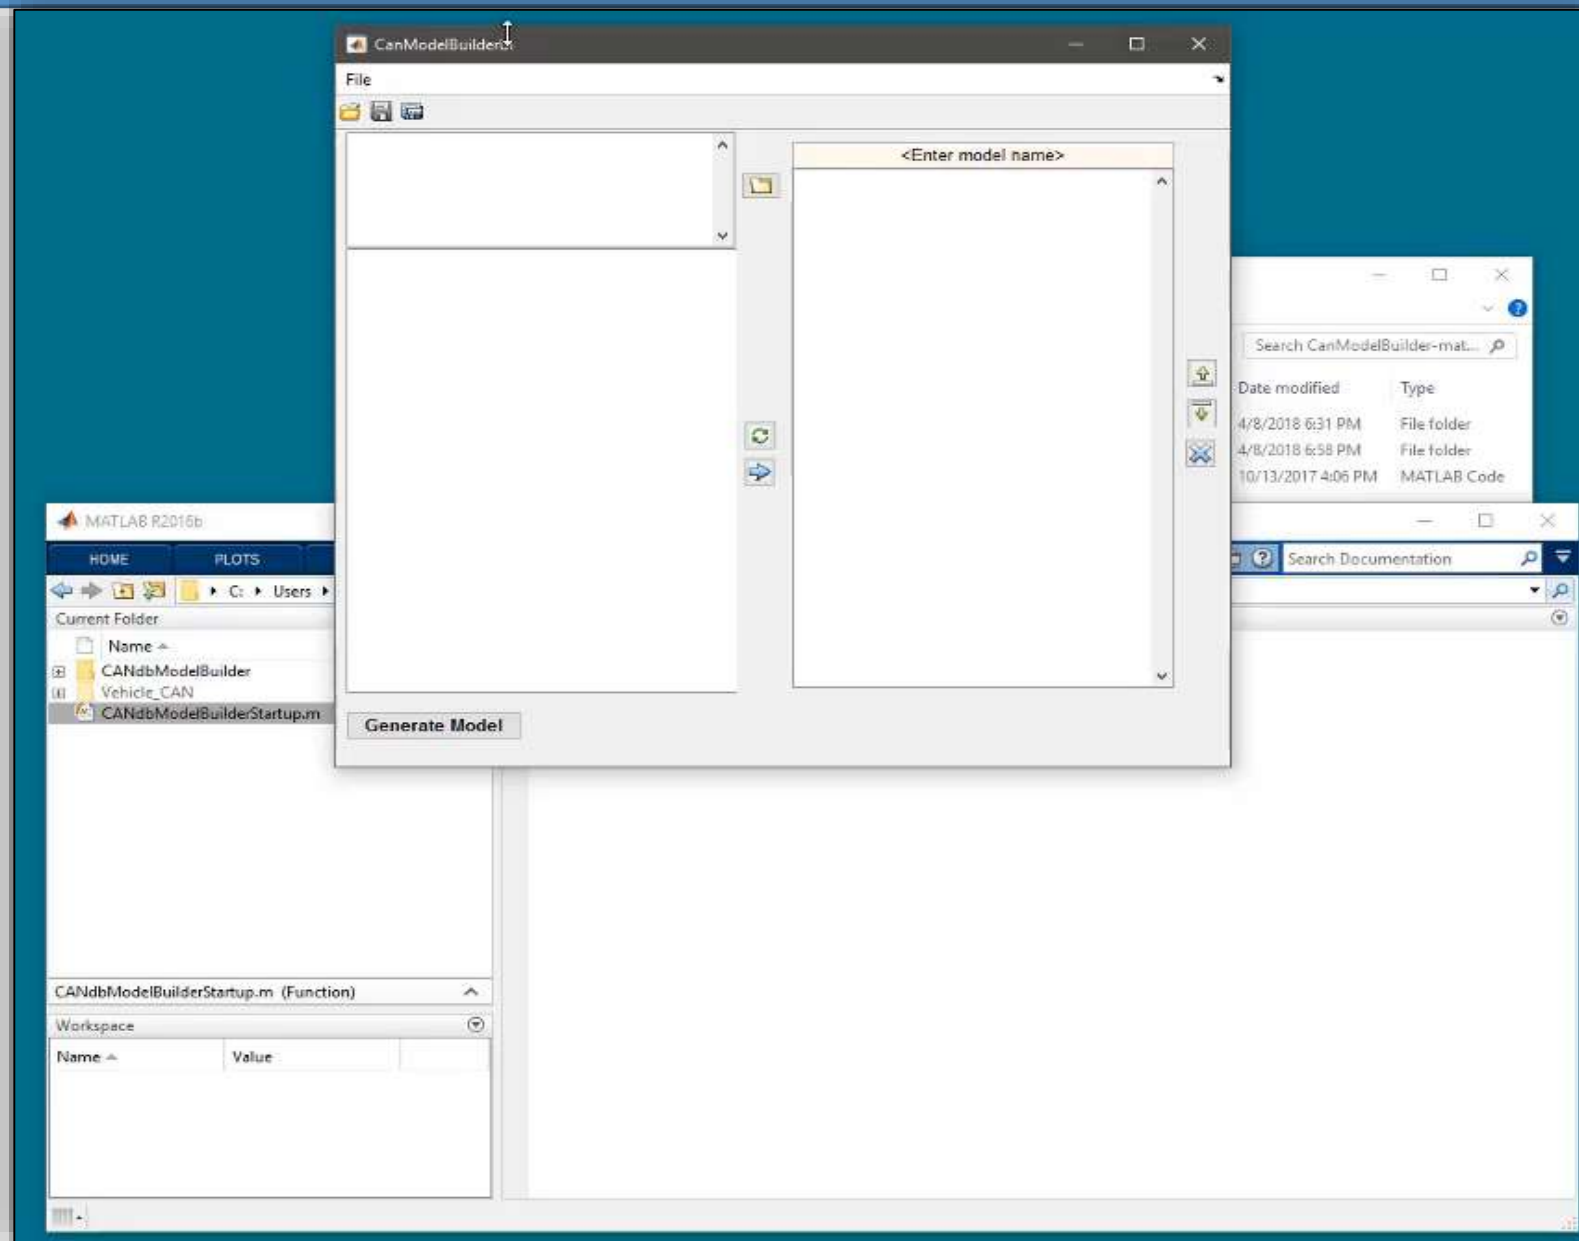 CanModelBuilder
File
<Enter model name>
Generate Model
Search CanModelBuilder-mat...
Date modified Type
4/8/2018 6:31 PM File folder
4/8/2018 6:58 PM File folder
10/13/2017 4:06 PM MATLAB Code
MATLAB R2016b
HOME PLOTS
Search Documentation
C: Users
Current Folder
Name
CANdbModelBuilder
Vehicle_CAN
CANdbModelBuilderStartup.m
CANdbModelBuilderStartup.m (Function)
Workspace
Name Value